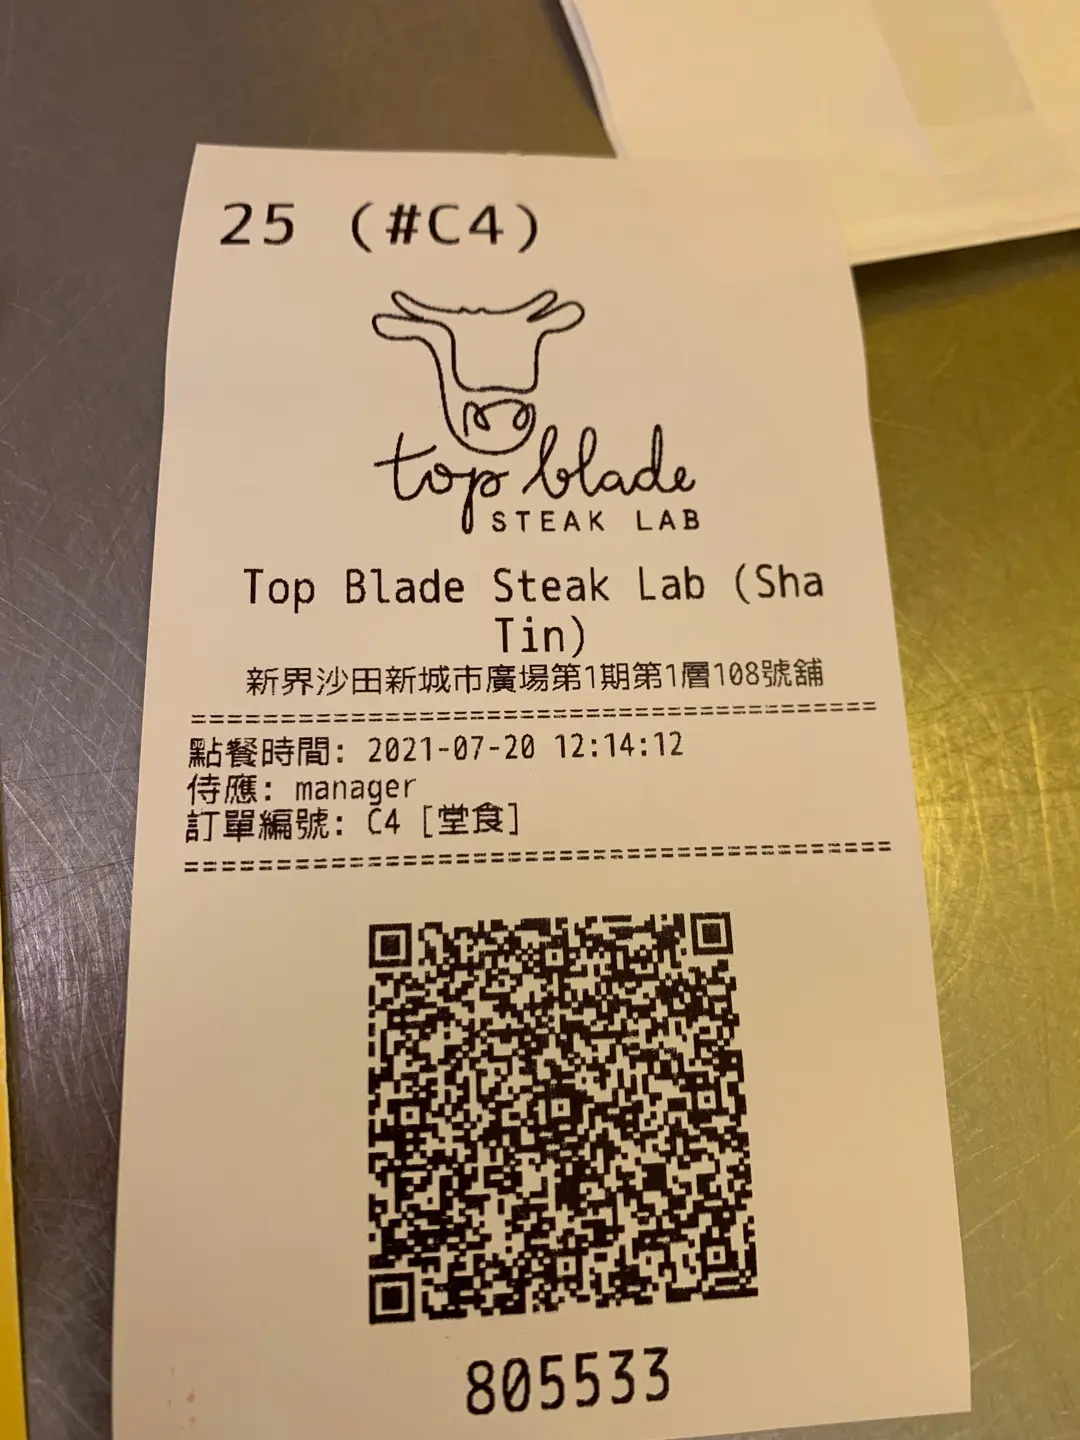 25 (#C4)
top blade
STEAK LAB
Top Blade Steak Lab (Sha
Tin)
新界沙田新城市廣場第1期第1層108號舖
======================================
點餐時間: 2021-07-20 12:14:12
侍應: manager
訂單編號: C4 [堂食]
======================================
805533